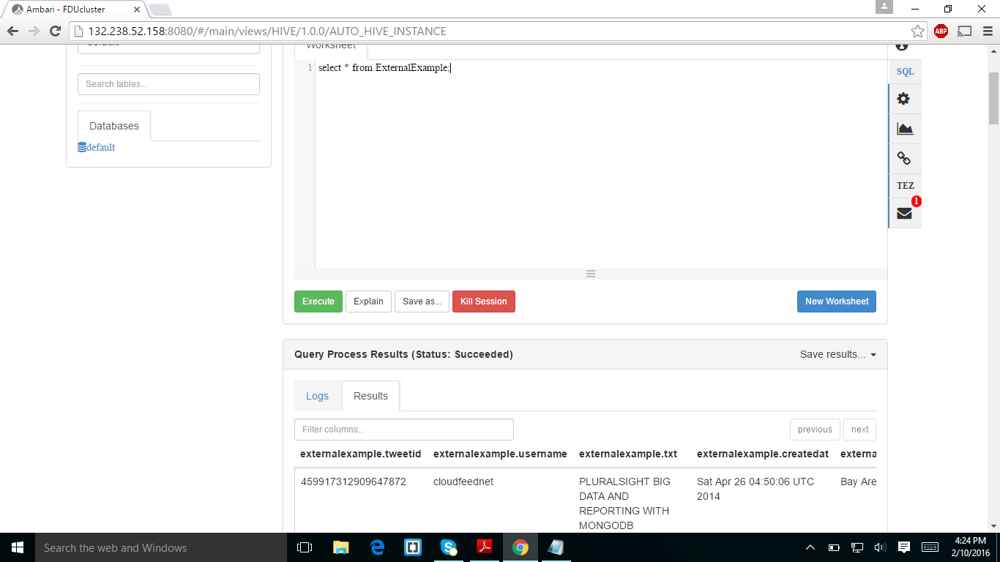 Ambari - FDUcluster
132.238.52.158:8080/#/main/views/HIVE/1.0.0/AUTO_HIVE_INSTANCE
ABP
default
Worksheet
Search tables...
Databases
default
1 select * from ExternalExample;
SQL
TEZ
1
Execute Explain Save as... Kill Session New Worksheet
Query Process Results (Status: Succeeded) Save results...
Logs Results
Filter columns... previous next
externalexample.tweetid externalexample.username externalexample.txt externalexample.createdat externa
459917312909647872 cloudfeednet PLURALSIGHT BIG Sat Apr 26 04:50:06 UTC Bay Are
DATA AND 2014
REPORTING WITH
MONGODB
Search the web and Windows
4:24 PM
2/10/2016